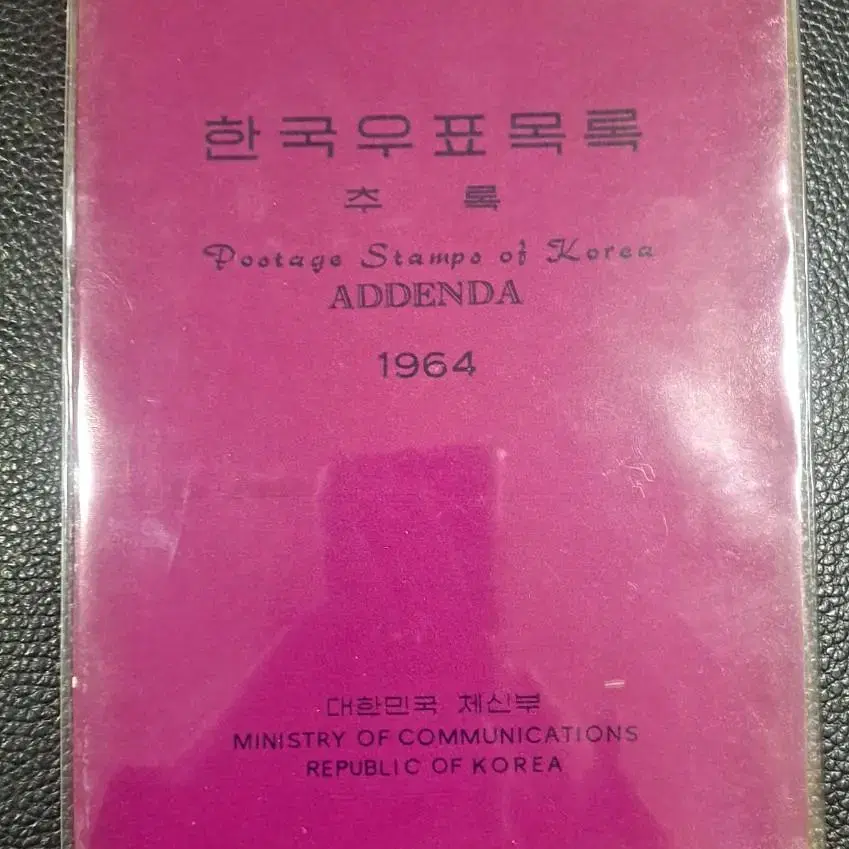 한국우표목록
추 록
Postage Stamps of Korea
ADDENDA
1964
대한민국 체신부
MINISTRY OF COMMUNICATIONS
REPUBLIC OF KOREA